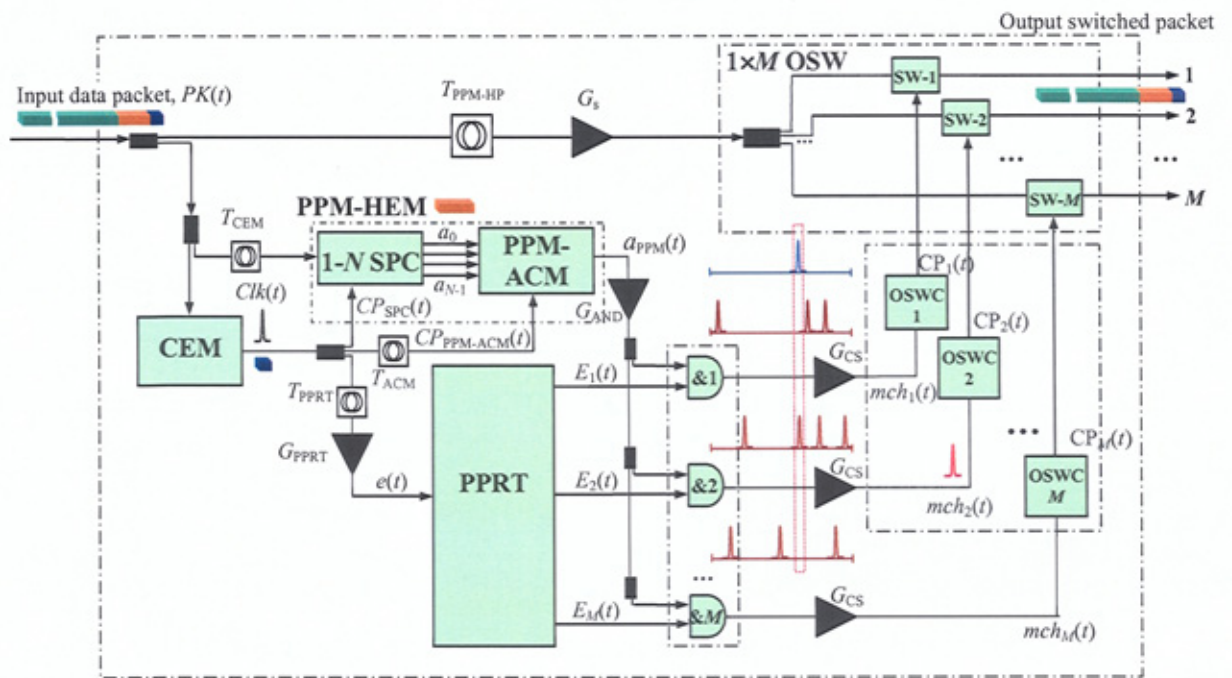 Output switched packet
1×M OSW
SW-1
1
Input data packet, PK(t)
T_PPM-HP
G_s
SW-2
2
...
...
...
SW-M
M
PPM-HEM
T_CEM
1-N SPC
a_0
a_N-1
PPM-ACM
a_PPM(t)
CP_1(t)
OSWC 1
Clk(t)
CP_SPC(t)
G_AND
CP_2(t)
CEM
CP_PPM-ACM(t)
OSWC 2
T_ACM
&1
G_CS
mch_1(t)
E_1(t)
T_PPRT
G_PPRT
...
CP_M(t)
PPRT
e(t)
E_2(t)
&2
G_CS
mch_2(t)
OSWC M
...
E_M(t)
&M
G_CS
mch_M(t)